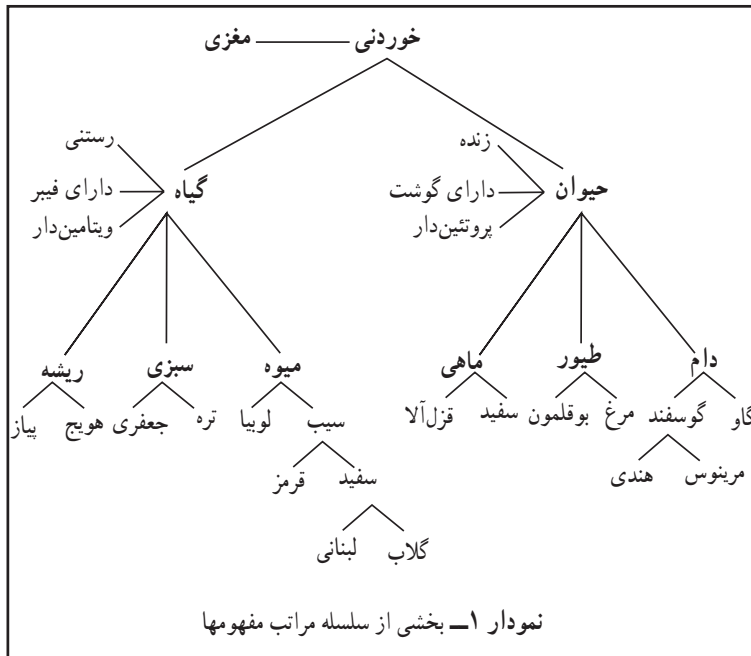 خوردنی مغزی
زنده
رستنی
حیوان
دارای گوشت
گیاه
دارای فیبر
پروتئین‌دار
ویتامین‌دار
دام طیور ماهی میوه سبزی ریشه
گاو گوسفند مرغ بوقلمون سفید قزل‌آلا سیب لوبیا تره جعفری هویج پیاز
مرینوس هندی سفید قرمز
گلاب لبنانی
نمودار ۱ــ بخشی از سلسله مراتب مفهومها